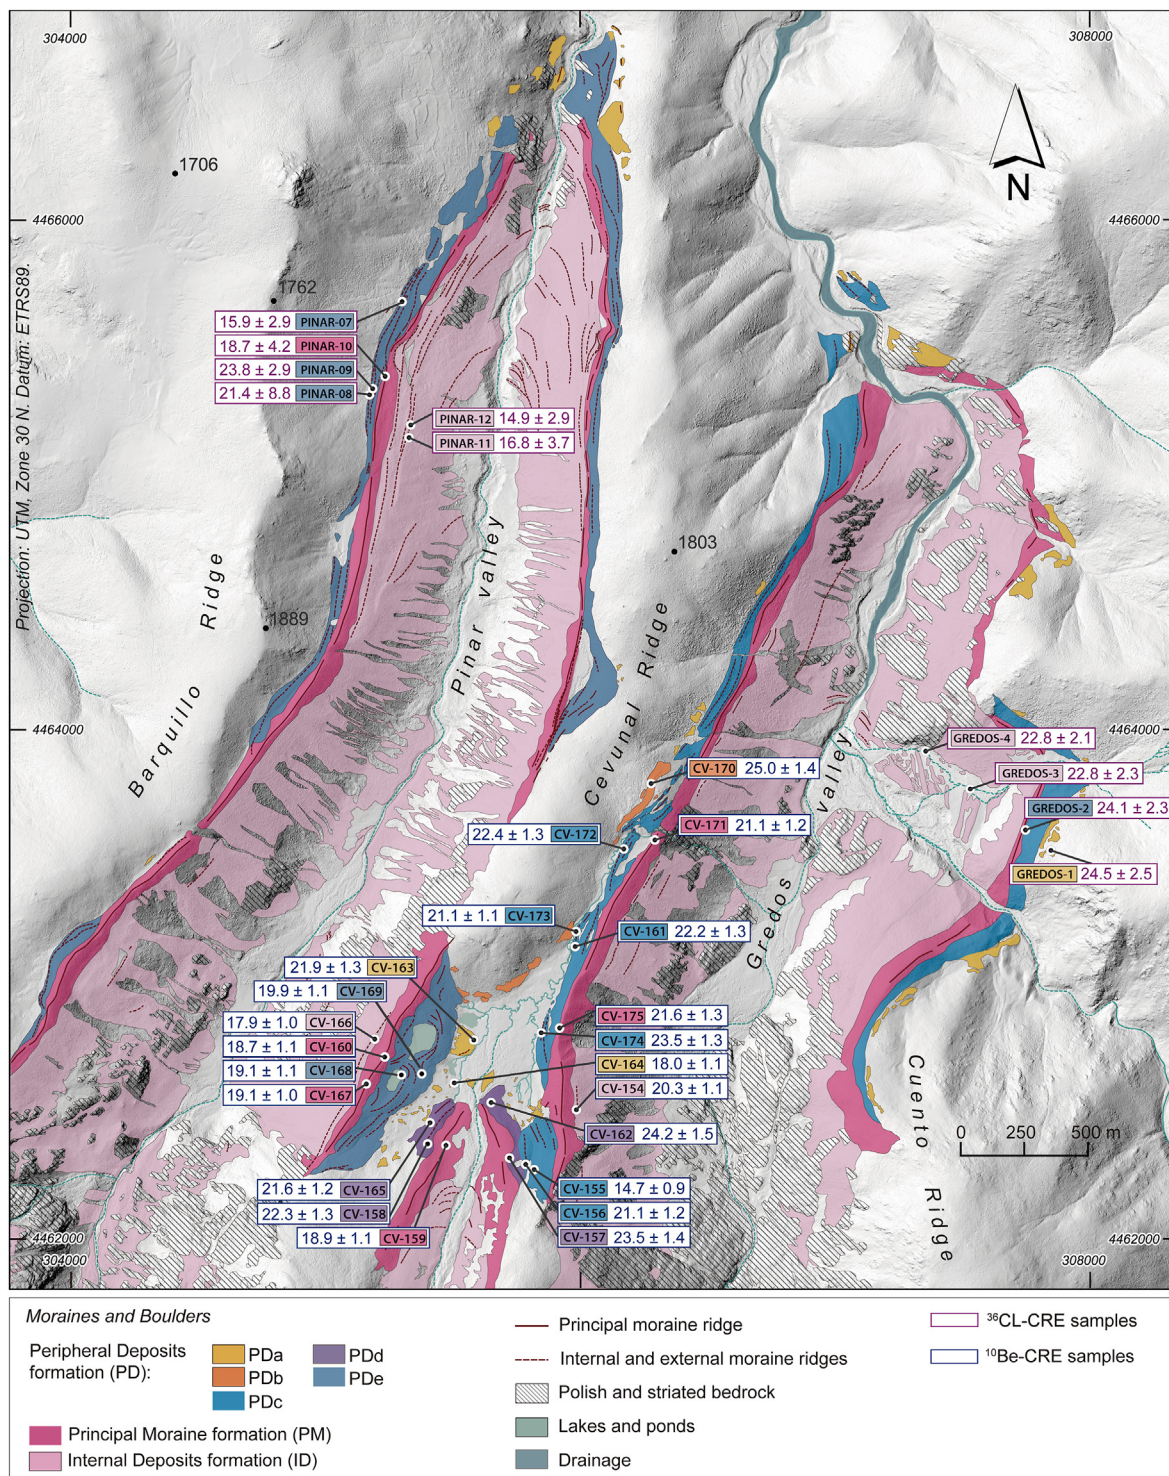 304000
308000
N
1706
4466000
4466000
Projection: UTM, Zone 30 N. Datum: ETRS89.
1762
15.9 ± 2.9 PINAR-07
18.7 ± 4.2 PINAR-10
23.8 ± 2.9 PINAR-09
21.4 ± 8.8 PINAR-08
PINAR-12 14.9 ± 2.9
PINAR-11 16.8 ± 3.7
1803
1889
Barquillo Ridge
Pinar valley
Cevunal Ridge
4464000
4464000
GREDOS-4 22.8 ± 2.1
GREDOS-3 22.8 ± 2.3
GREDOS-2 24.1 ± 2.3
GREDOS-1 24.5 ± 2.5
CV-170 25.0 ± 1.4
22.4 ± 1.3 CV-172
CV-171 21.1 ± 1.2
Gredos valley
21.1 ± 1.1 CV-173
CV-161 22.2 ± 1.3
21.9 ± 1.3 CV-163
19.9 ± 1.1 CV-169
17.9 ± 1.0 CV-166
18.7 ± 1.1 CV-160
19.1 ± 1.1 CV-168
19.1 ± 1.0 CV-167
CV-175 21.6 ± 1.3
CV-174 23.5 ± 1.3
CV-164 18.0 ± 1.1
CV-154 20.3 ± 1.1
CV-162 24.2 ± 1.5
Cuento Ridge
0 250 500 m
21.6 ± 1.2 CV-165
22.3 ± 1.3 CV-158
18.9 ± 1.1 CV-159
CV-155 14.7 ± 0.9
CV-156 21.1 ± 1.2
CV-157 23.5 ± 1.4
4462000
4462000
304000
308000
Moraines and Boulders
Peripheral Deposits
formation (PD):
PDa
PDb
PDc
PDd
PDe
Principal Moraine formation (PM)
Internal Deposits formation (ID)
Principal moraine ridge
Internal and external moraine ridges
Polish and striated bedrock
Lakes and ponds
Drainage
³⁶CL-CRE samples
¹⁰Be-CRE samples